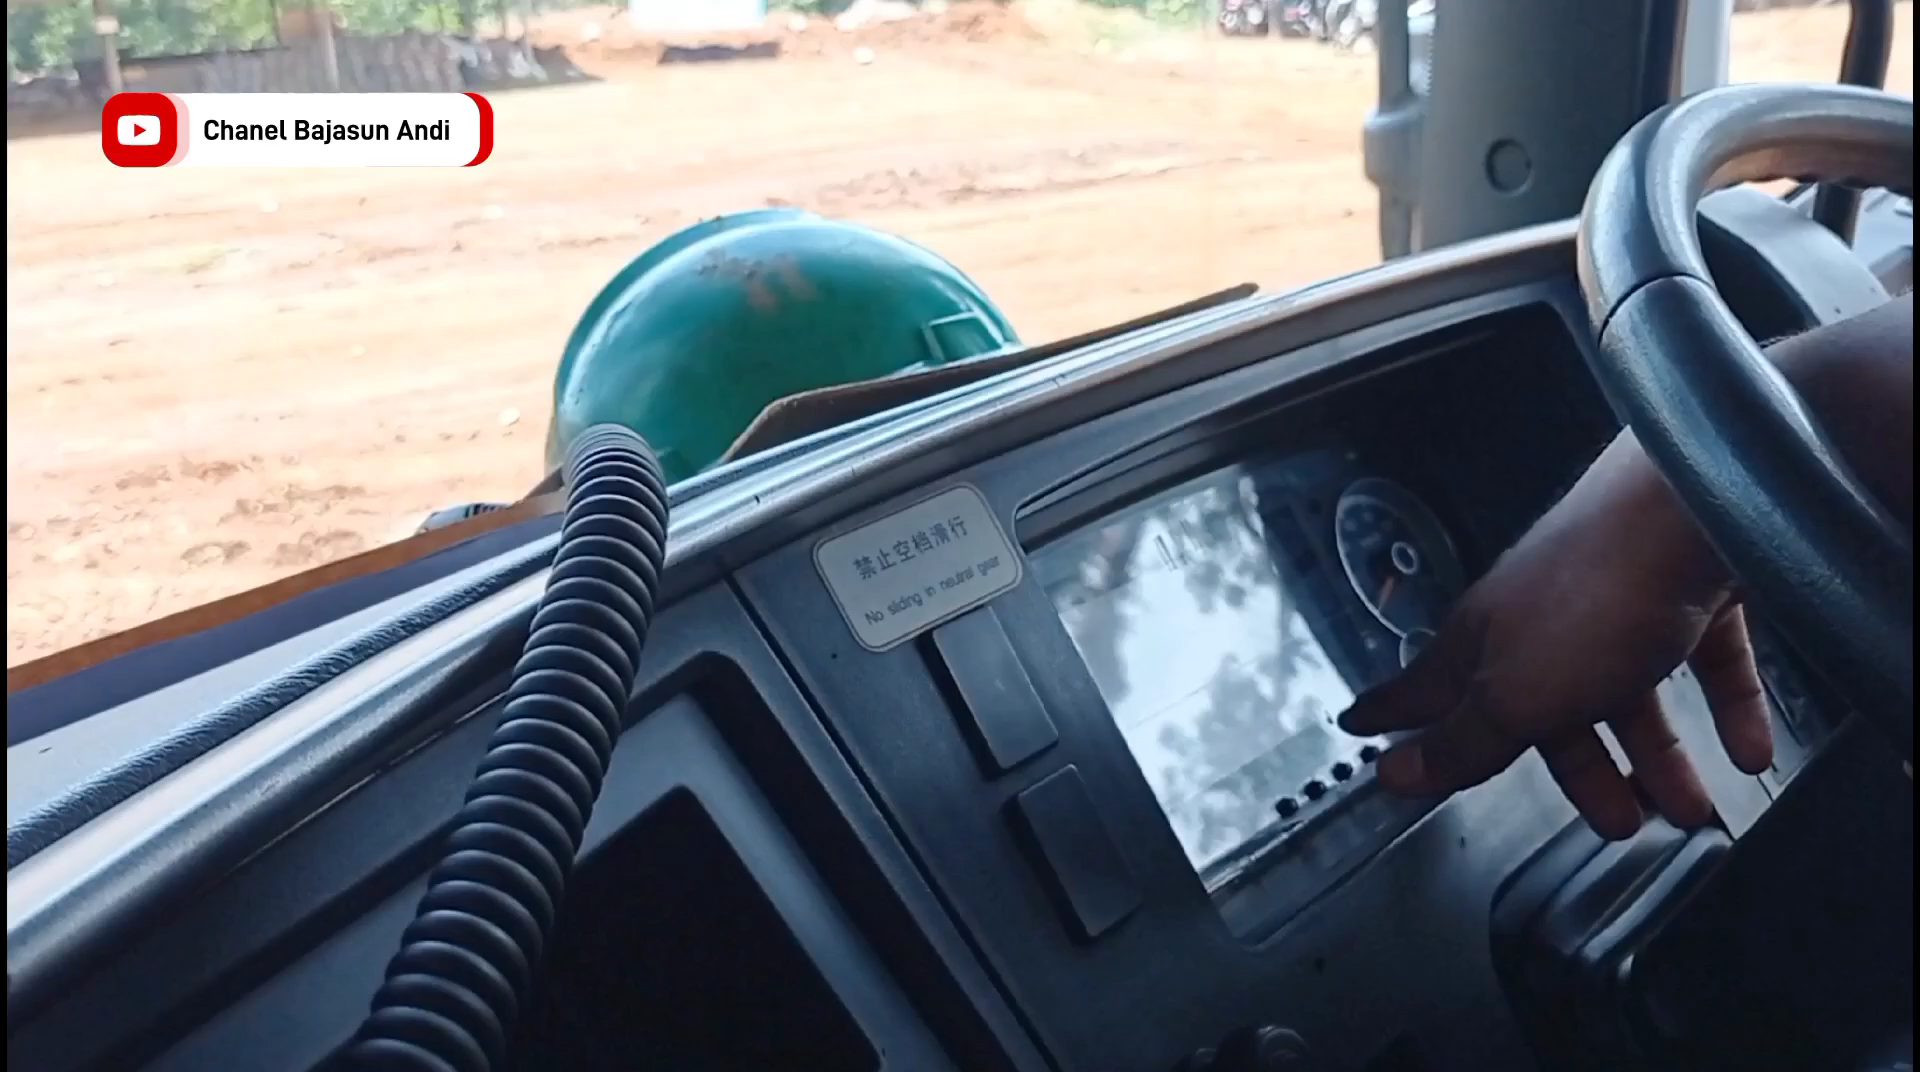 Chanel Bajasun Andi
禁止空档滑行
No sliding in neutral gear